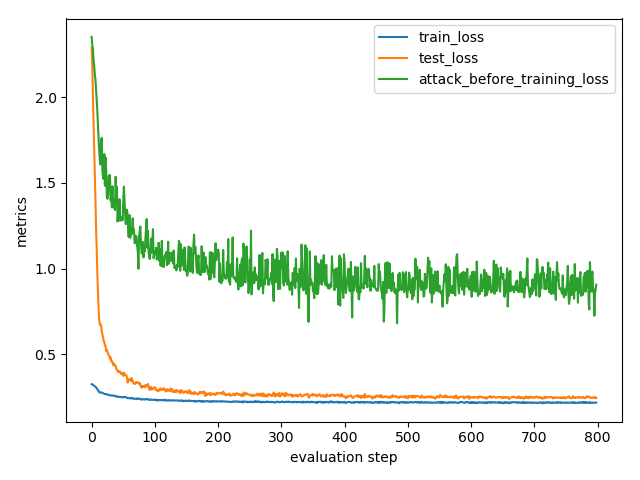 train_loss
test_loss
attack_before_training_loss
metrics
2.0
1.5
1.0
0.5
0 100 200 300 400 500 600 700 800
evaluation step